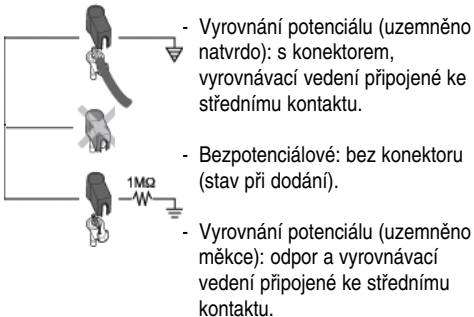 - Vyrovnání potenciálu (uzemněno
natvrdo): s konektorem,
vyrovnávací vedení připojené ke
střednímu kontaktu.
- Bezpotenciálové: bez konektoru
(stav při dodání).
1MΩ
- Vyrovnání potenciálu (uzemněno
měkce): odpor a vyrovnávací
vedení připojené ke střednímu
kontaktu.